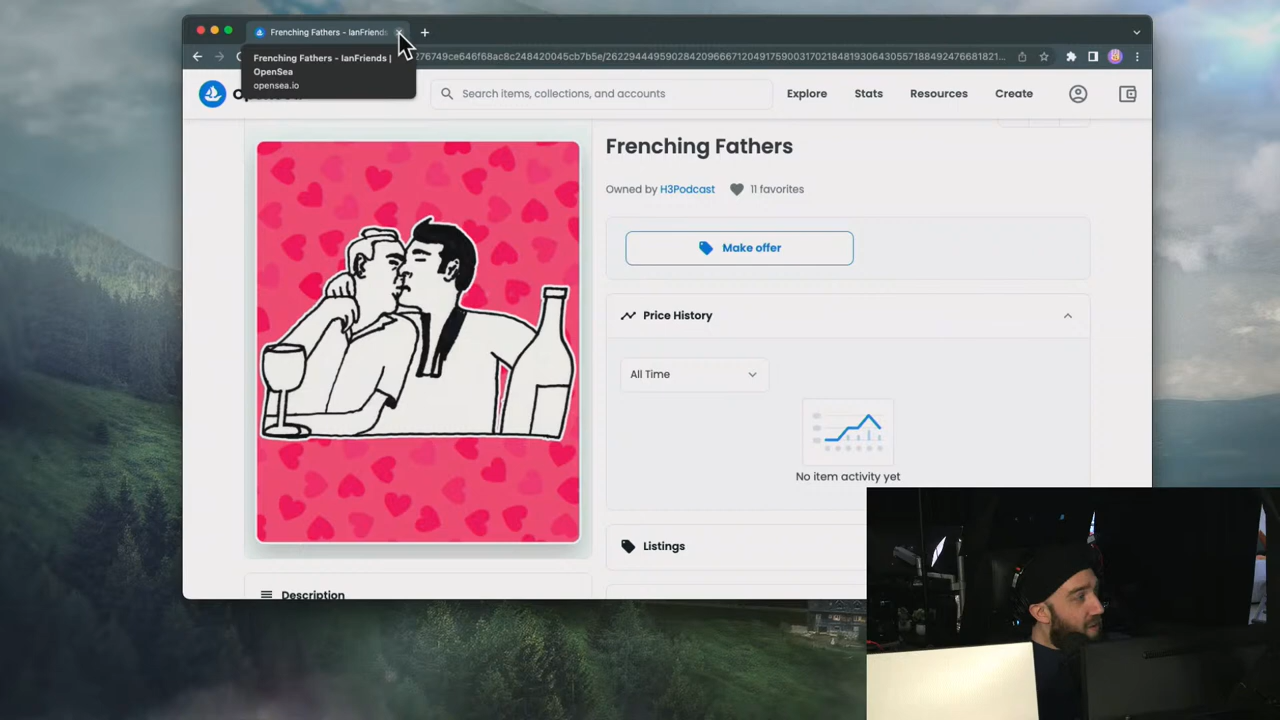 Frenching Fathers - IanFriends
Frenching Fathers - IanFriends |
OpenSea
opensea.io
Search items, collections, and accounts
Explore
Stats
Resources
Create
Frenching Fathers
Owned by H3Podcast
11 favorites
Make offer
Price History
All Time
No item activity yet
Listings
Description